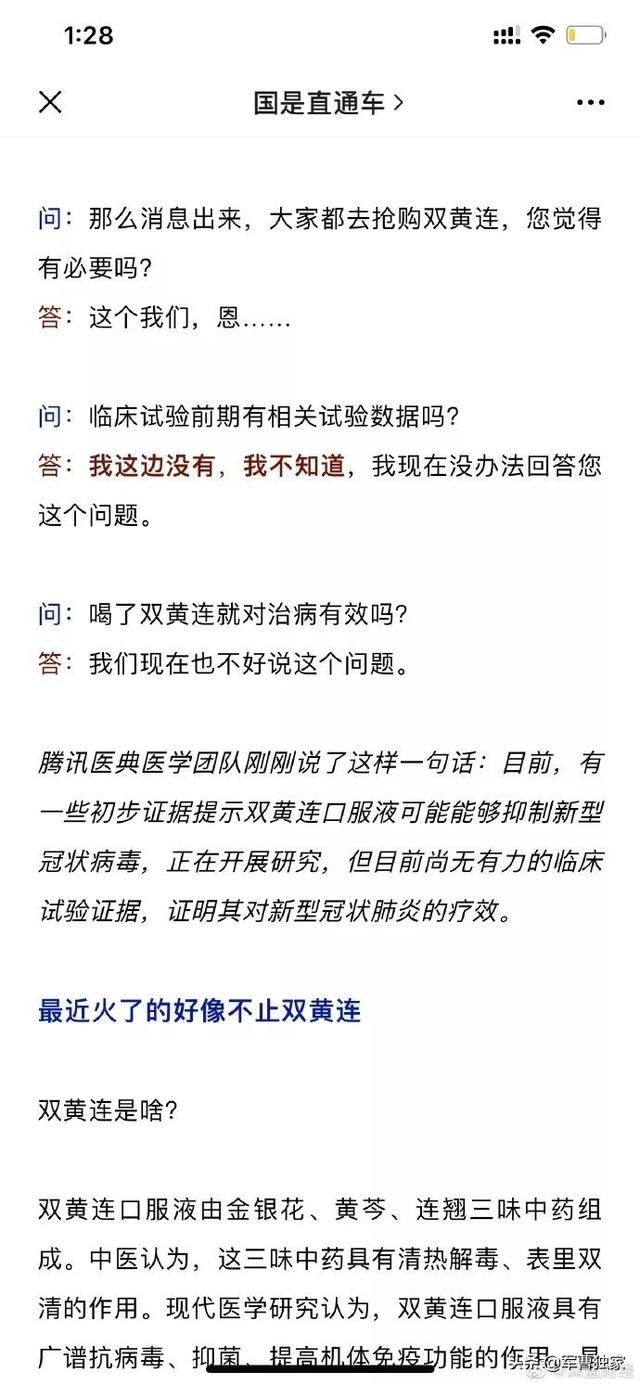 1:28
国是直通车
问：那么消息出来，大家都去抢购双黄连，您觉得
有必要吗？
答：这个我们，恩……
问：临床试验前期有相关试验数据吗？
答：我这边没有，我不知道，我现在没办法回答您
这个问题。
问：喝了双黄连就对治病有效吗？
答：我们现在也不好说这个问题。
腾讯医典医学团队刚刚说了这样一句话：目前，有
一些初步证据提示双黄连口服液可能能够抑制新型
冠状病毒，正在开展研究，但目前尚无有力的临床
试验证据，证明其对新型冠状肺炎的疗效。
最近火了的好像不止双黄连
双黄连是啥？
双黄连口服液由金银花、黄芩、连翘三味中药组
成。中医认为，这三味中药具有清热解毒、表里双
清的作用。现代医学研究认为，双黄连口服液具有
广谱抗病毒、抑菌、提高机体免疫功能的作用
@军曹独家